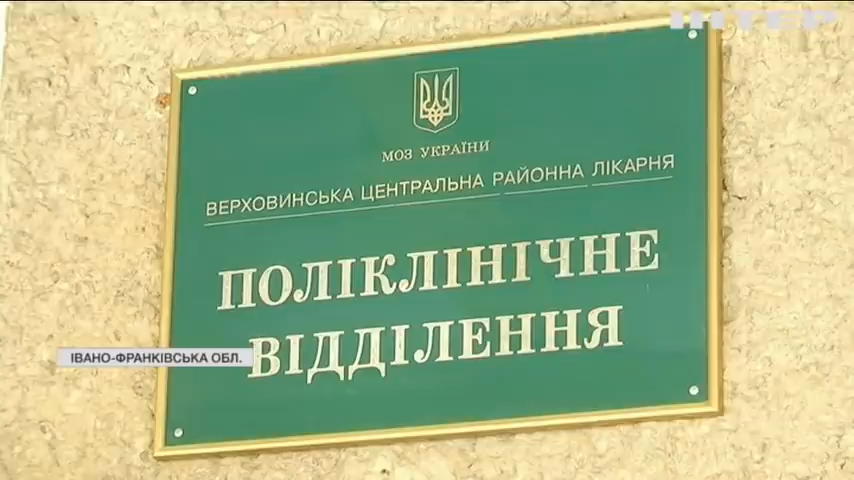 ІНТЕР
МОЗ УКРАЇНИ
ВЕРХОВИНСЬКА ЦЕНТРАЛЬНА РАЙОННА ЛІКАРНЯ
ПОЛІКЛІНІЧНЕ
ВІДДІЛЕННЯ
ІВАНО-ФРАНКІВСЬКА ОБЛ.